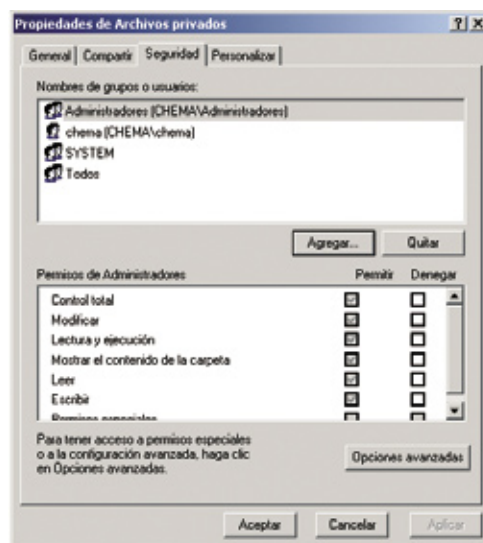 Propiedades de Archivos privados
General Compartir Seguridad Personalizar
Nombres de grupos o usuarios:
Administradores (CHEMA\Administradores)
chema (CHEMA\chema)
SYSTEM
Todos
Agregar... Quitar
Permisos de Administradores Permitir Denegar
Control total
Modificar
Lectura y ejecución
Mostrar el contenido de la carpeta
Leer
Escribir
Permisos especiales
Para tener acceso a permisos especiales
o a la configuración avanzada, haga clic
en Opciones avanzadas.
Opciones avanzadas
Aceptar Cancelar Aplicar